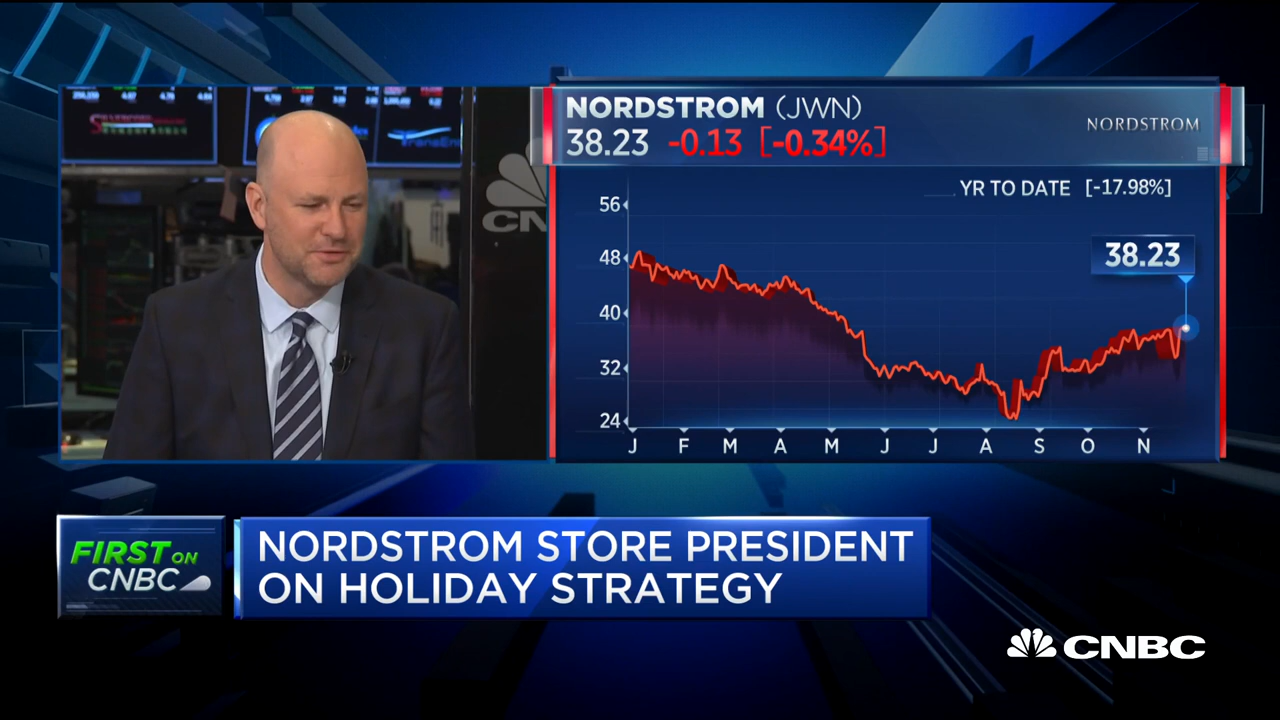 NORDSTROM (JWN)
38.23 -0.13 [-0.34%]
NORDSTROM
YR TO DATE [-17.98%]
38.23
56
48
40
32
24
J F M A M J J A S O N
CN
FIRST ON
CNBC
NORDSTROM STORE PRESIDENT
ON HOLIDAY STRATEGY
CNBC